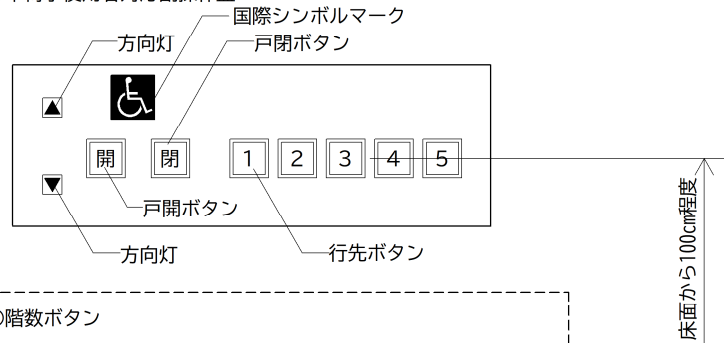 国際シンボルマーク
方向灯
戸閉ボタン
開
閉
1
2
3
4
5
戸開ボタン
方向灯
行先ボタン
床面から100cm程度
階数ボタン